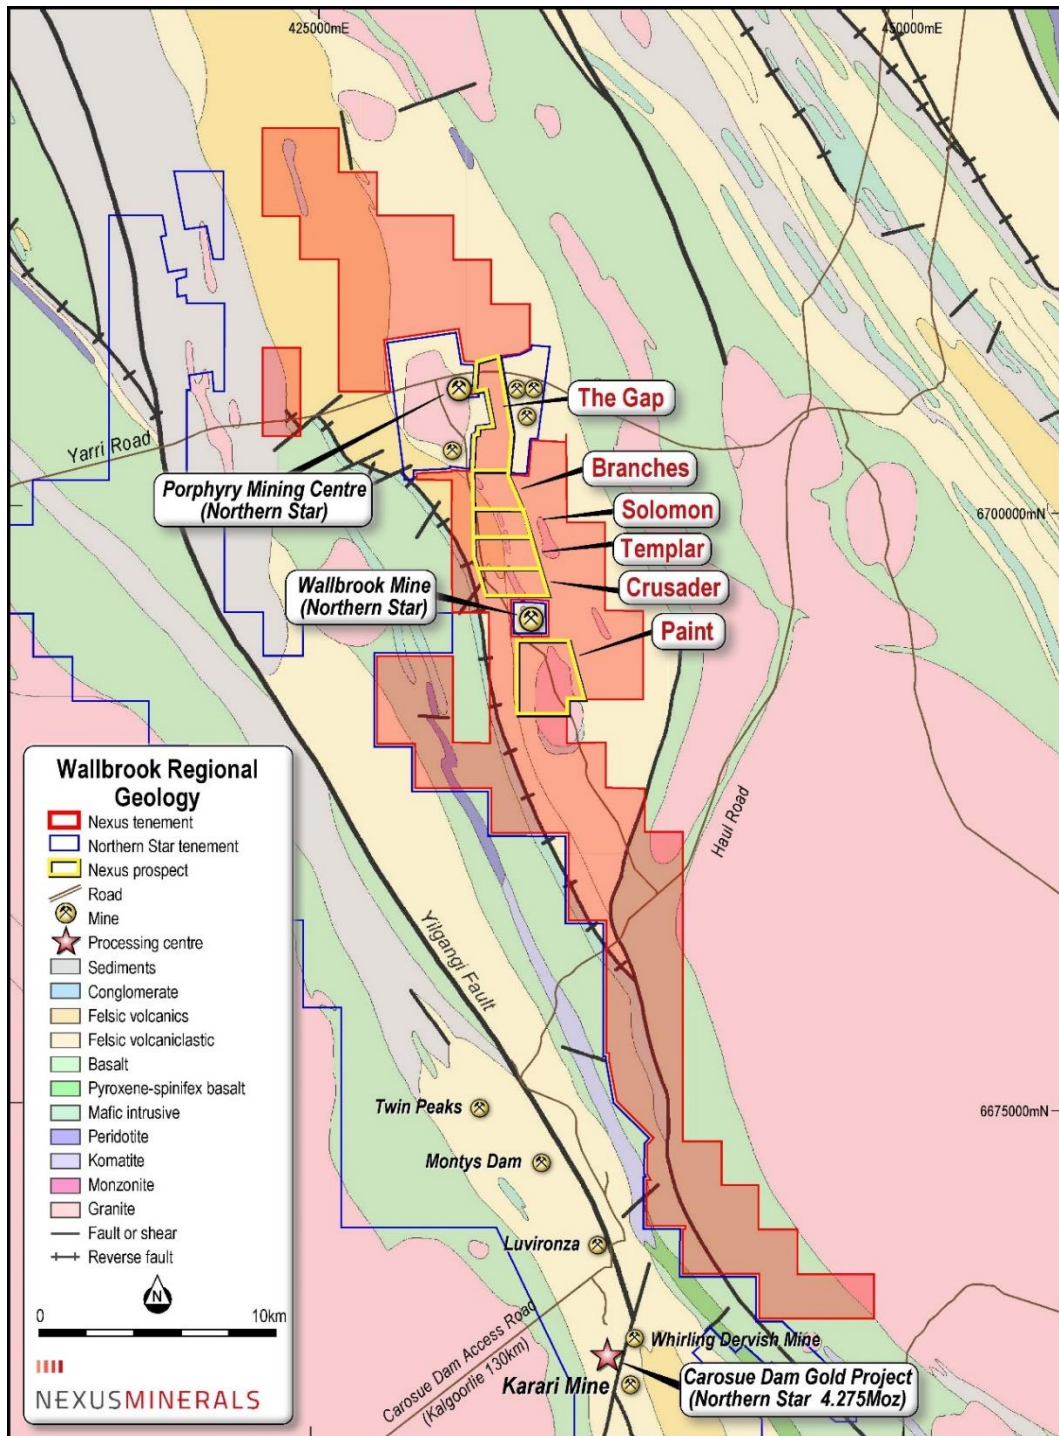 425000mE
450000mE
The Gap
Yarri Road
Branches
Porphyry Mining Centre
(Northern Star)
Solomon
6700000mN
Templar
Wallbrook Mine
(Northern Star)
Crusader
Paint
Wallbrook Regional
Geology
Nexus tenement
Northern Star tenement
Nexus prospect
Road
Mine
Processing centre
Sediments
Conglomerate
Felsic volcanics
Felsic volcaniclastic
Basalt
Pyroxene-spinifex basalt
Mafic intrusive
Peridotite
Komatite
Monzonite
Granite
Fault or shear
Reverse fault
N
0 10km
NEXUSMINERALS
Haul Road
Yilgangi Fault
Twin Peaks
6675000mN
Montys Dam
Luvironza
Carosue Dam Access Road
(Kalgoorlie 130km)
Whirling Dervish Mine
Karari Mine
Carosue Dam Gold Project
(Northern Star 4.275Moz)